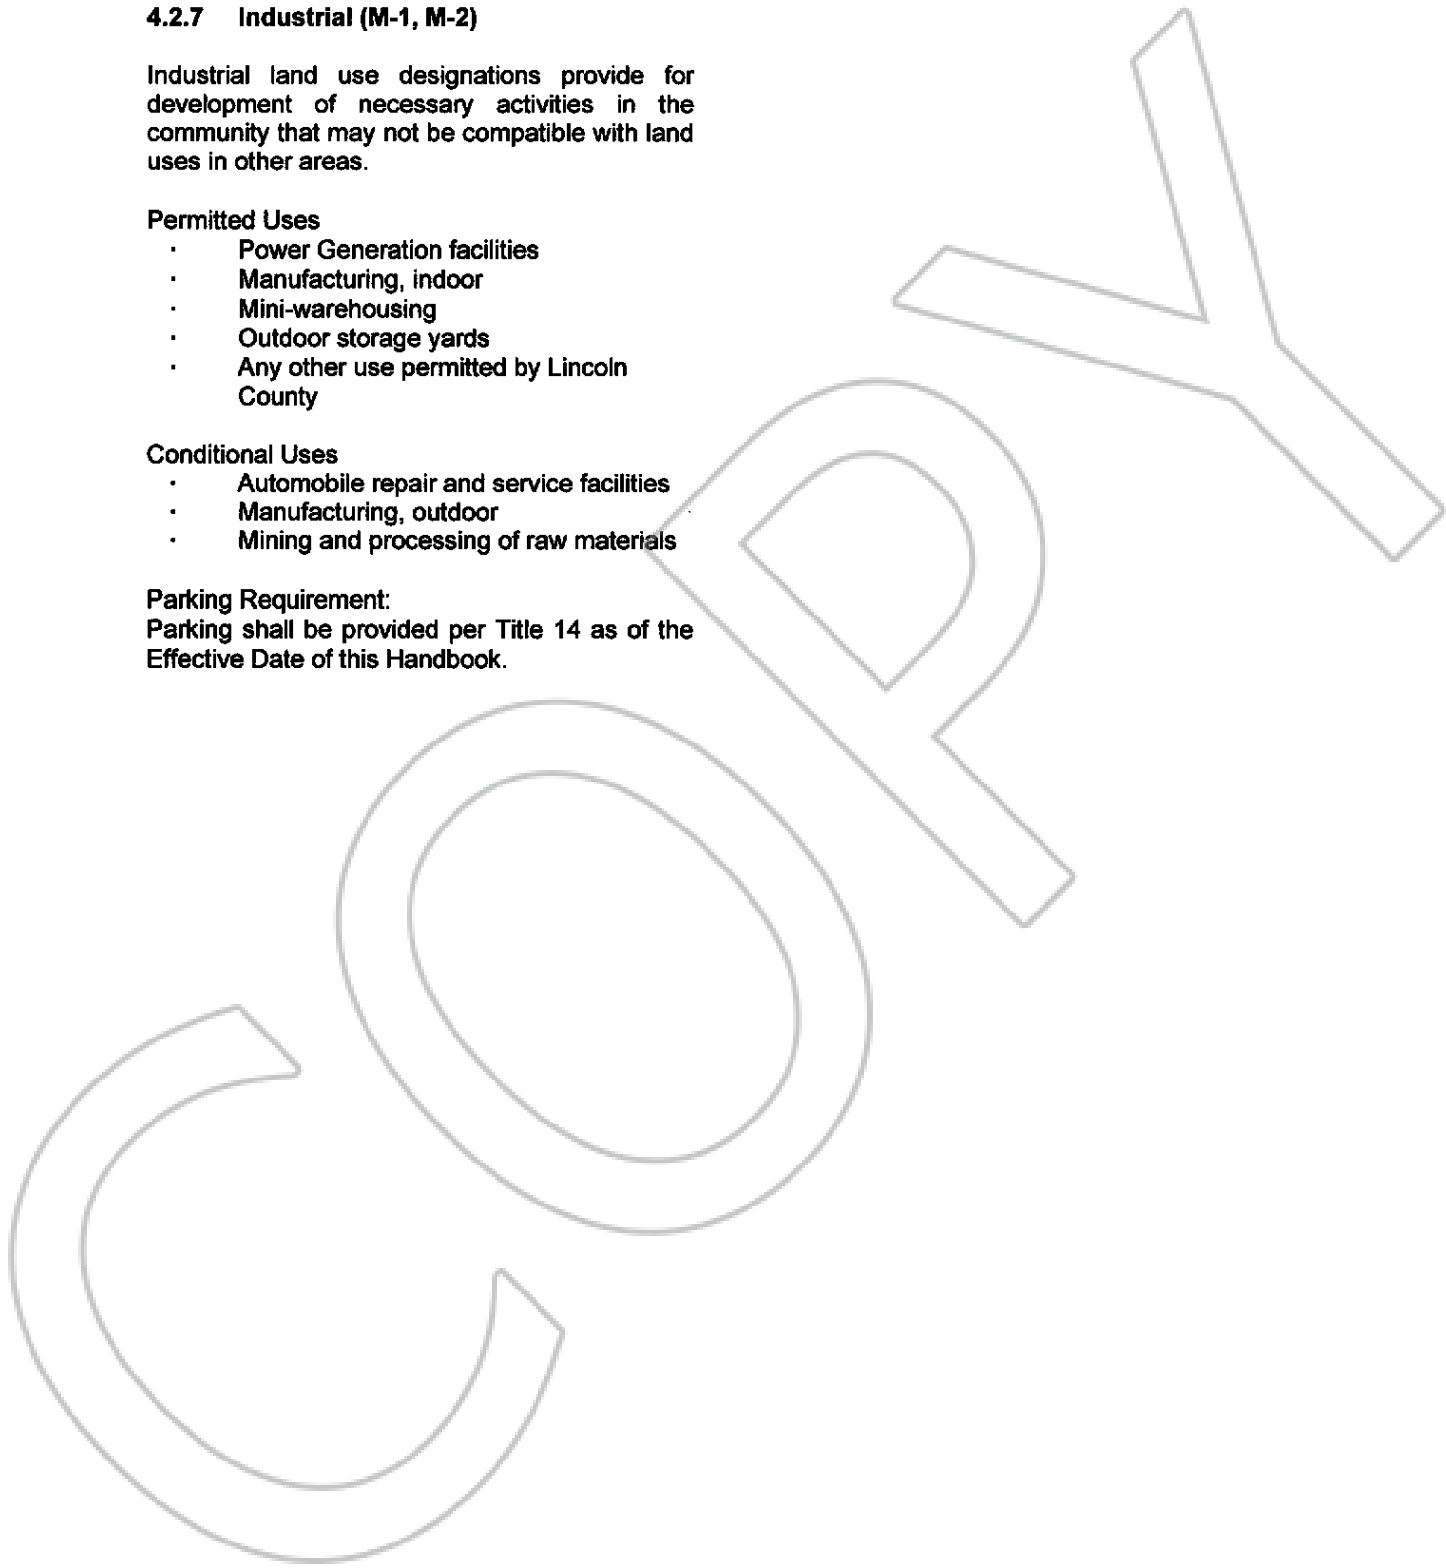 4.2.7 Industrial (M-1, M-2)
Industrial land use designations provide for
development of necessary activities in the
community that may not be compatible with land
uses in other areas.
Permitted Uses
· Power Generation facilities
· Manufacturing, indoor
· Mini-warehousing
· Outdoor storage yards
· Any other use permitted by Lincoln
County
Conditional Uses
· Automobile repair and service facilities
· Manufacturing, outdoor
· Mining and processing of raw materials
Parking Requirement:
Parking shall be provided per Title 14 as of the
Effective Date of this Handbook.
COPY